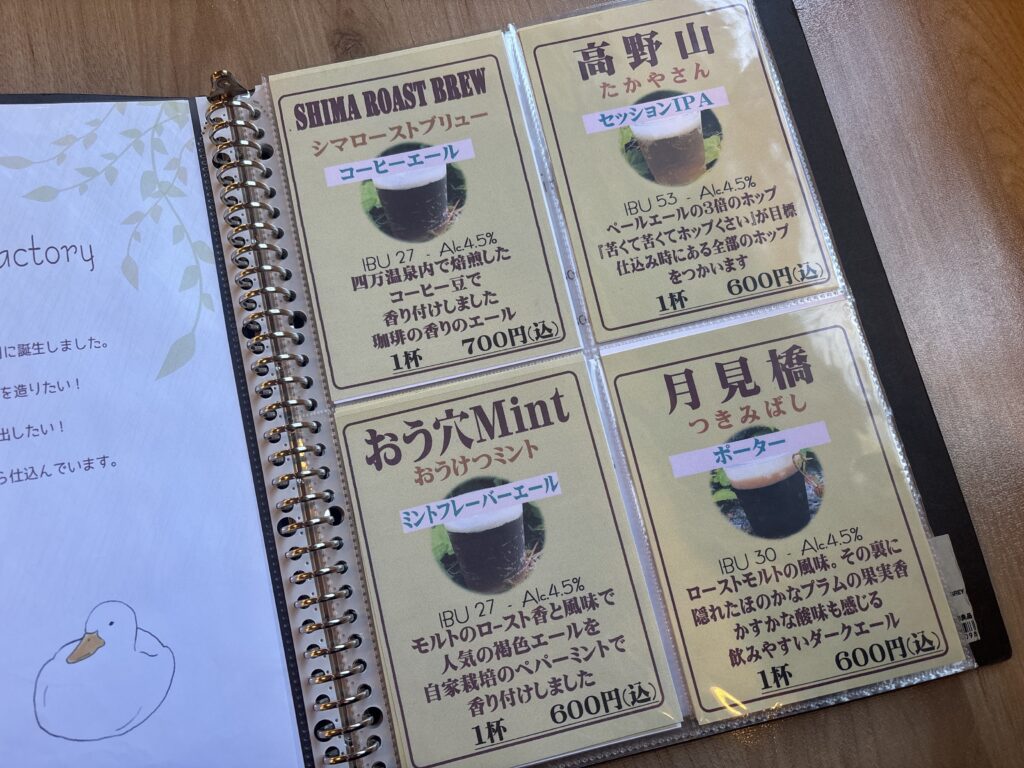 actory
に誕生しました。
を造りたい！
出したい！
ら仕込んでいます。
SHIMA ROAST BREW
シマローストブリュー
コーヒーエール
IBU 27 - Alc.4.5%
四万温泉内で焙煎した
コーヒー豆で
香り付けしました
珈琲の香りのエール
1杯 700円(込)
高野山
たかやさん
セッションIPA
IBU 53 - Alc.4.5%
ペールエールの3倍のホップ
『苦くて苦くてホップくさい』が目標
仕込み時にある全部のホップ
をつかいます
1杯 600円(込)
おう穴Mint
おうけつミント
ミントフレーバーエール
IBU 27 - Alc.4.5%
モルトのロースト香と風味で
人気の褐色エールを
自家栽培のペパーミントで
香り付けしました
1杯 600円(込)
月見橋
つきみばし
ポーター
IBU 30 - Alc.4.5%
ローストモルトの風味。その裏に
隠れたほのかなプラムの果実香
かすかな酸味も感じる
飲みやすいダークエール
1杯 600円(込)